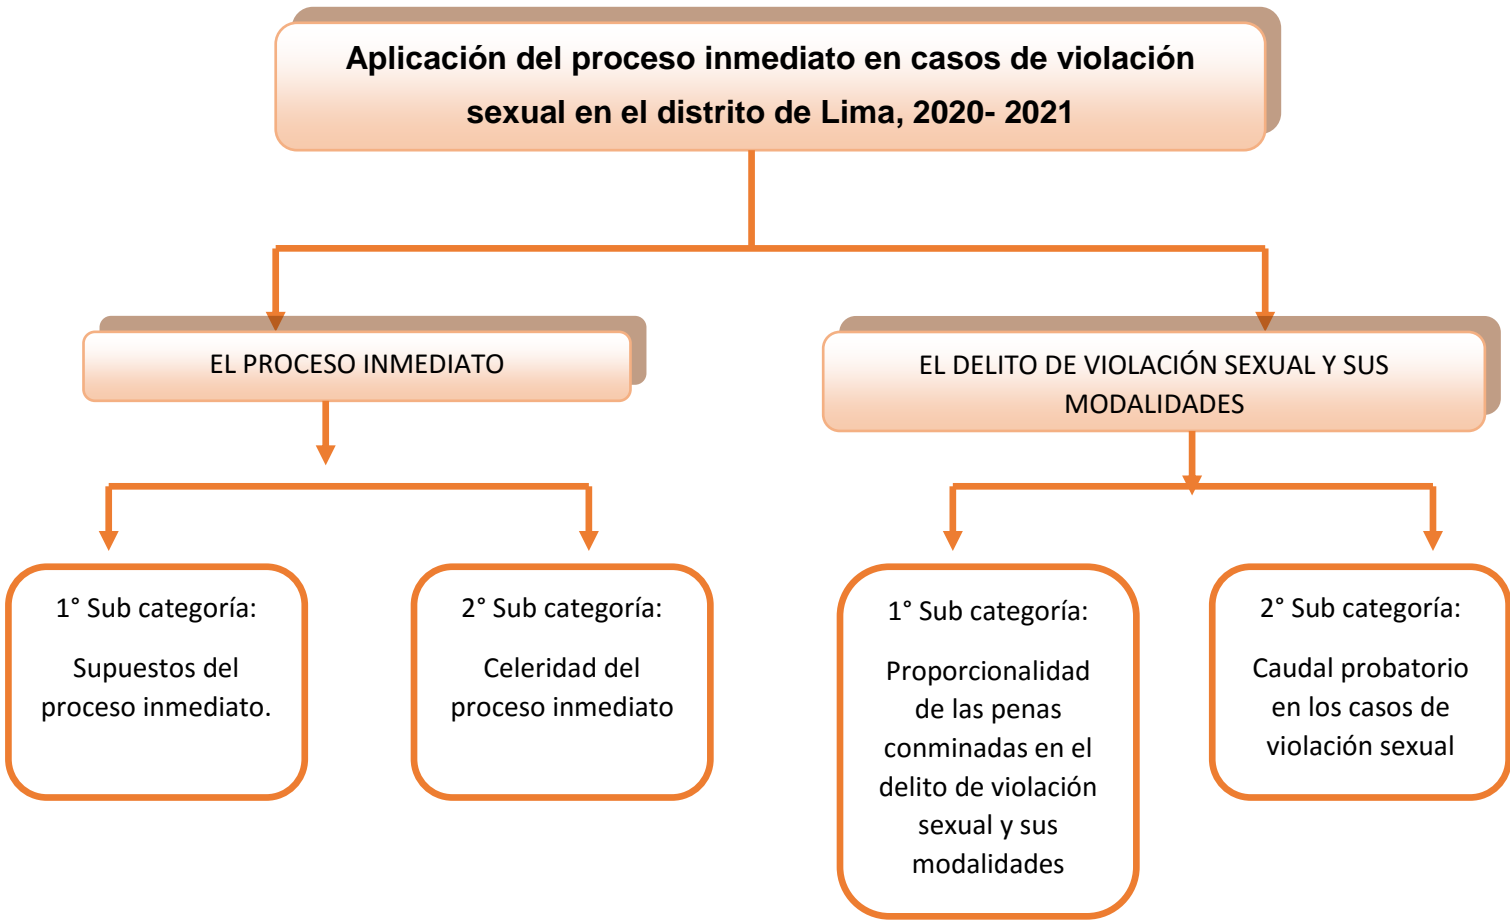 Aplicación del proceso inmediato en casos de violación
sexual en el distrito de Lima, 2020- 2021
EL PROCESO INMEDIATO
EL DELITO DE VIOLACIÓN SEXUAL Y SUS
MODALIDADES
1° Sub categoría:
Supuestos del
proceso inmediato.
2° Sub categoría:
Celeridad del
proceso inmediato
1° Sub categoría:
Proporcionalidad
de las penas
conminadas en el
delito de violación
sexual y sus
modalidades
2° Sub categoría:
Caudal probatorio
en los casos de
violación sexual